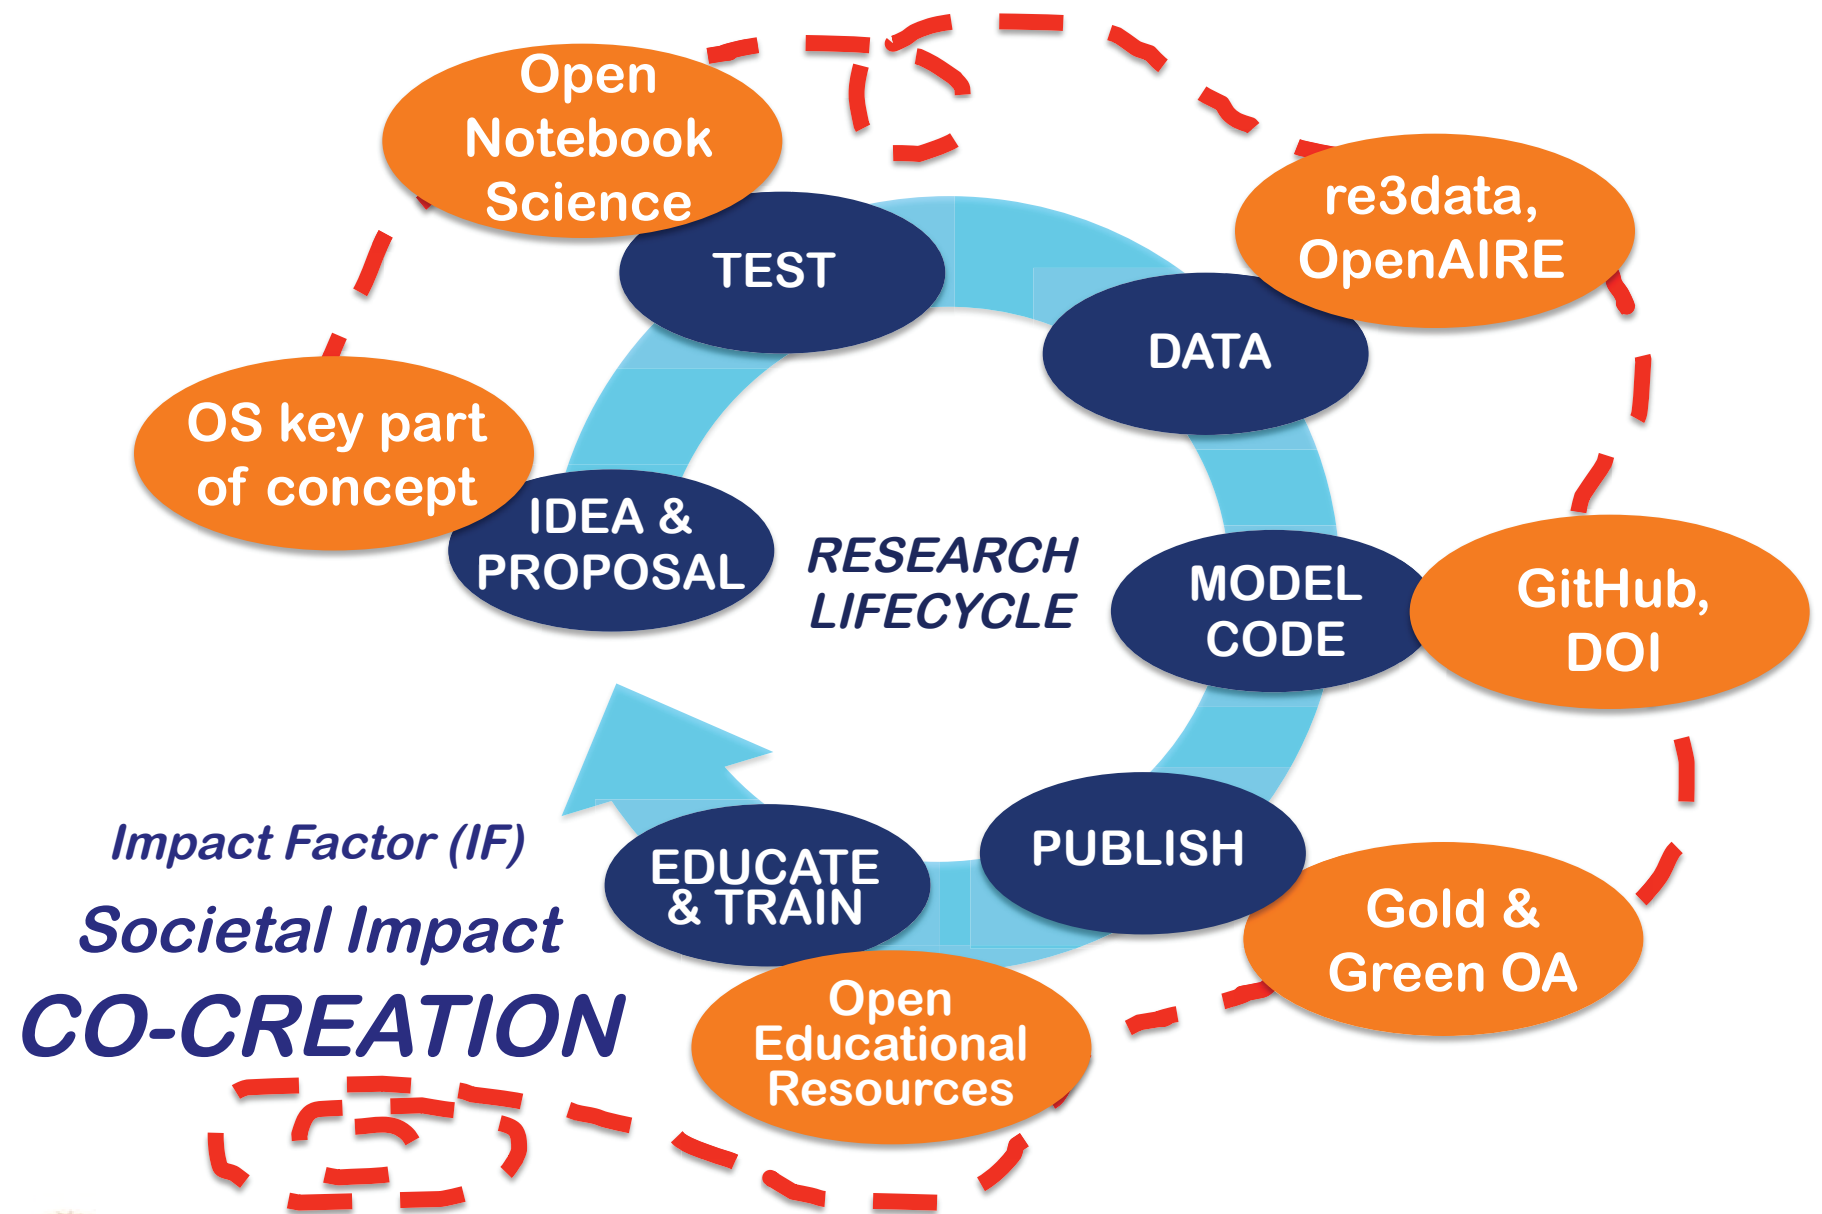 Open
Notebook
Science
re3data,
OpenAIRE
TEST
DATA
OS key part
of concept
IDEA &
PROPOSAL
RESEARCH
LIFECYCLE
MODEL
CODE
GitHub,
DOI
Impact Factor (IF)
Societal Impact
CO-CREATION
EDUCATE
& TRAIN
PUBLISH
Gold &
Green OA
Open
Educational
Resources